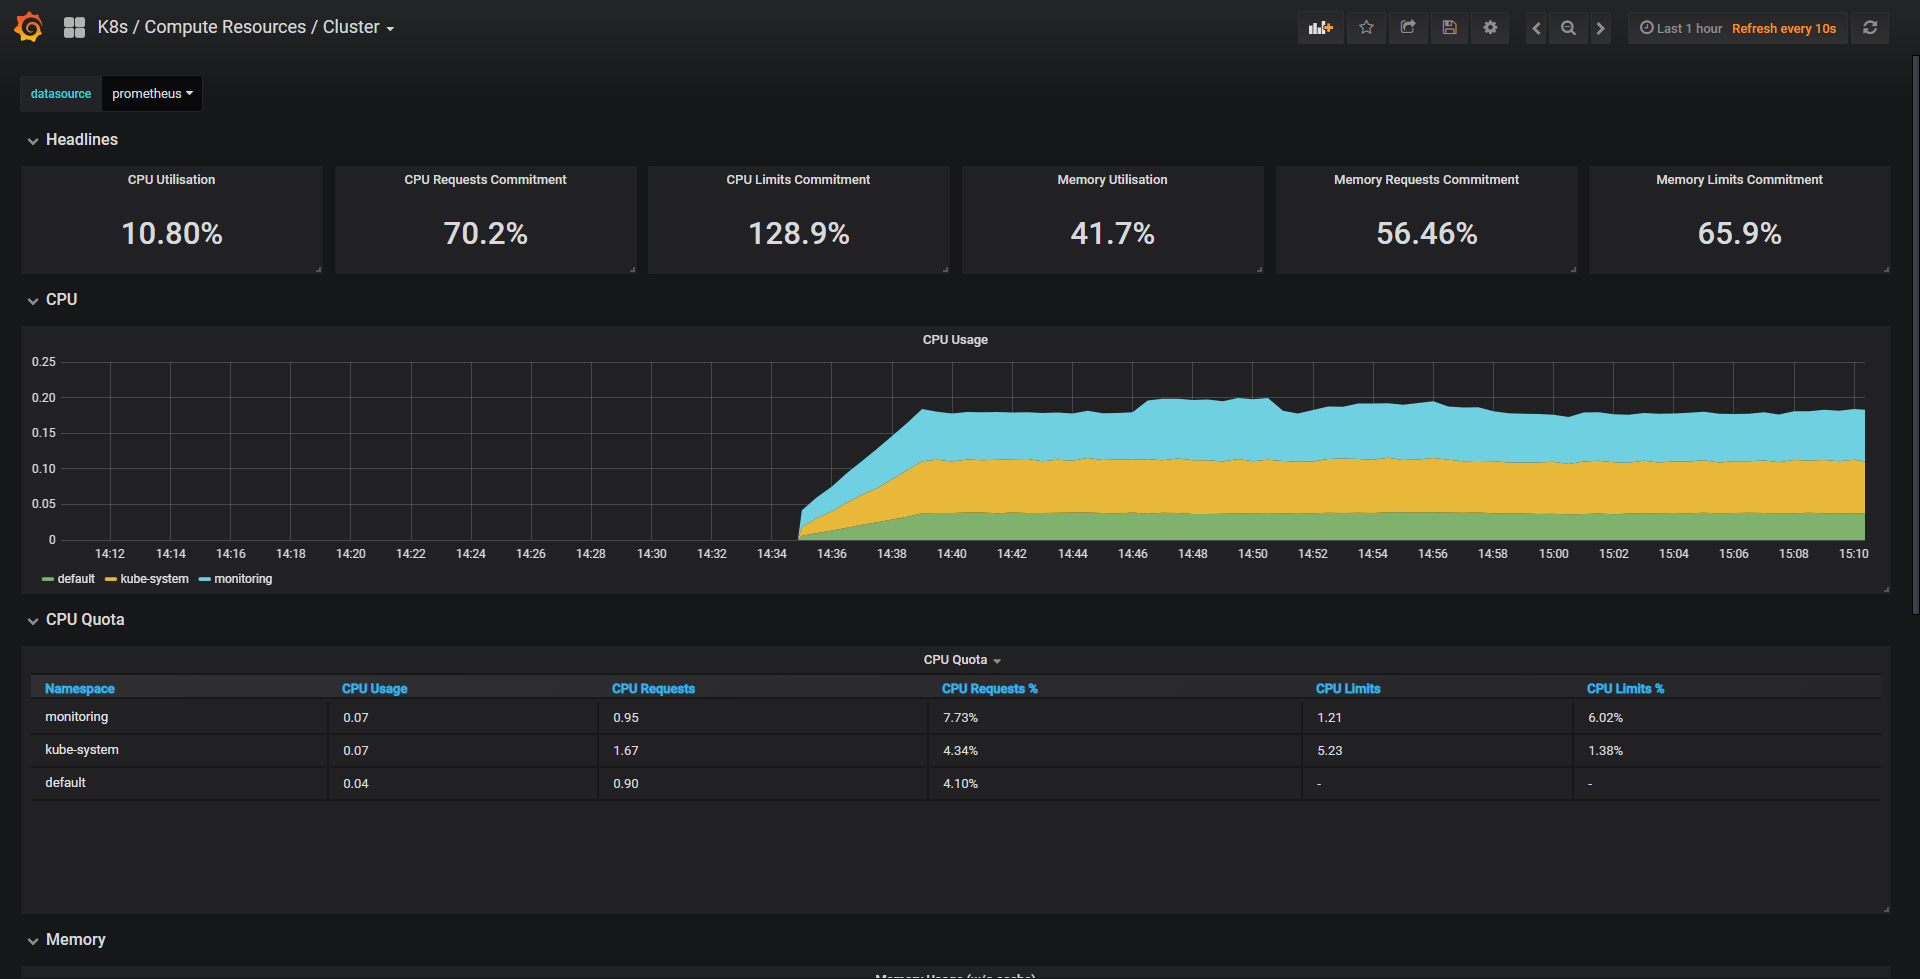 K8s / Compute Resources / Cluster
Last 1 hour Refresh every 10s
datasource prometheus
Headlines
CPU Utilisation
10.80%
CPU Requests Commitment
70.2%
CPU Limits Commitment
128.9%
Memory Utilisation
41.7%
Memory Requests Commitment
56.46%
Memory Limits Commitment
65.9%
CPU
CPU Usage
0.25
0.20
0.15
0.10
0.05
0
14:12 14:14 14:16 14:18 14:20 14:22 14:24 14:26 14:28 14:30 14:32 14:34 14:36 14:38 14:40 14:42 14:44 14:46 14:48 14:50 14:52 14:54 14:56 14:58 15:00 15:02 15:04 15:06 15:08 15:10
default kube-system monitoring
CPU Quota
CPU Quota
Namespace CPU Usage CPU Requests CPU Requests % CPU Limits CPU Limits %
monitoring 0.07 0.95 7.73% 1.21 6.02%
kube-system 0.07 1.67 4.34% 5.23 1.38%
default 0.04 0.90 4.10% - -
Memory
Memory Usage (w/o cache)